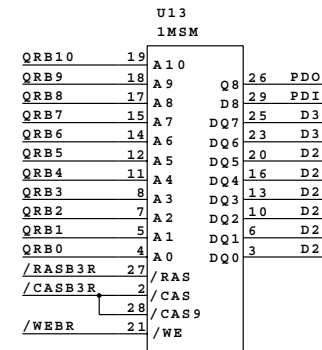 U13
1MSM
QRB10 19 A10
QRB9 18 A9 Q8 26 PDO
QRB8 17 A8 D8 29 PDI
QRB7 15 A7 DQ7 25 D3
QRB6 14 A6 DQ6 23 D3
QRB5 12 A5 DQ5 20 D2
QRB4 11 A4 DQ4 16 D2
QRB3 8 A3 DQ3 13 D2
QRB2 7 A2 DQ2 10 D2
QRB1 5 A1 DQ1 6 D2
QRB0 4 A0 DQ0 3 D2
/RASB3R 27 /RAS
/CASB3R 2 /CAS
28 /CAS9
/WEBR 21 /WE